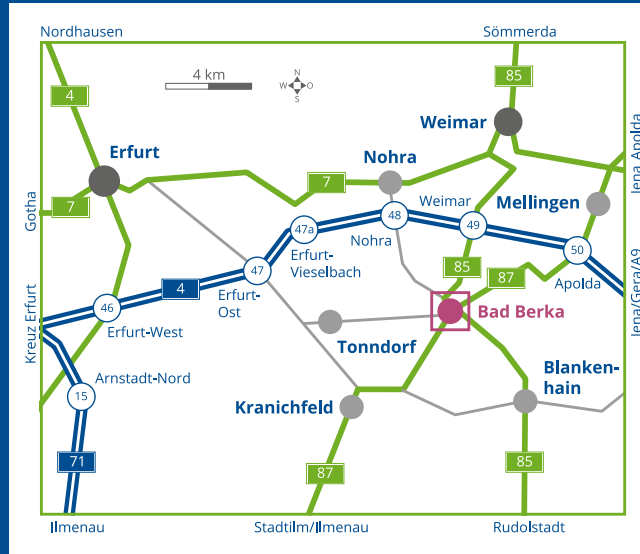 Nordhausen
Sömmerda
4 km
N
W
O
S
85
4
Weimar
Erfurt
Nohra
7
Mellingen
Jena Apolda
Gotha
7
47a
48
Weimar
49
Nohra
Erfurt-
Vieselbach
50
Apolda
47
Erfurt-
Ost
4
85
87
Jena/Gera/A9
Kreuz Erfurt
46
Erfurt-West
Bad Berka
Tonndorf
Arnstadt-Nord
15
Blanken-
hain
Kranichfeld
71
87
85
Ilmenau
Stadtilm/Ilmenau
Rudolstadt